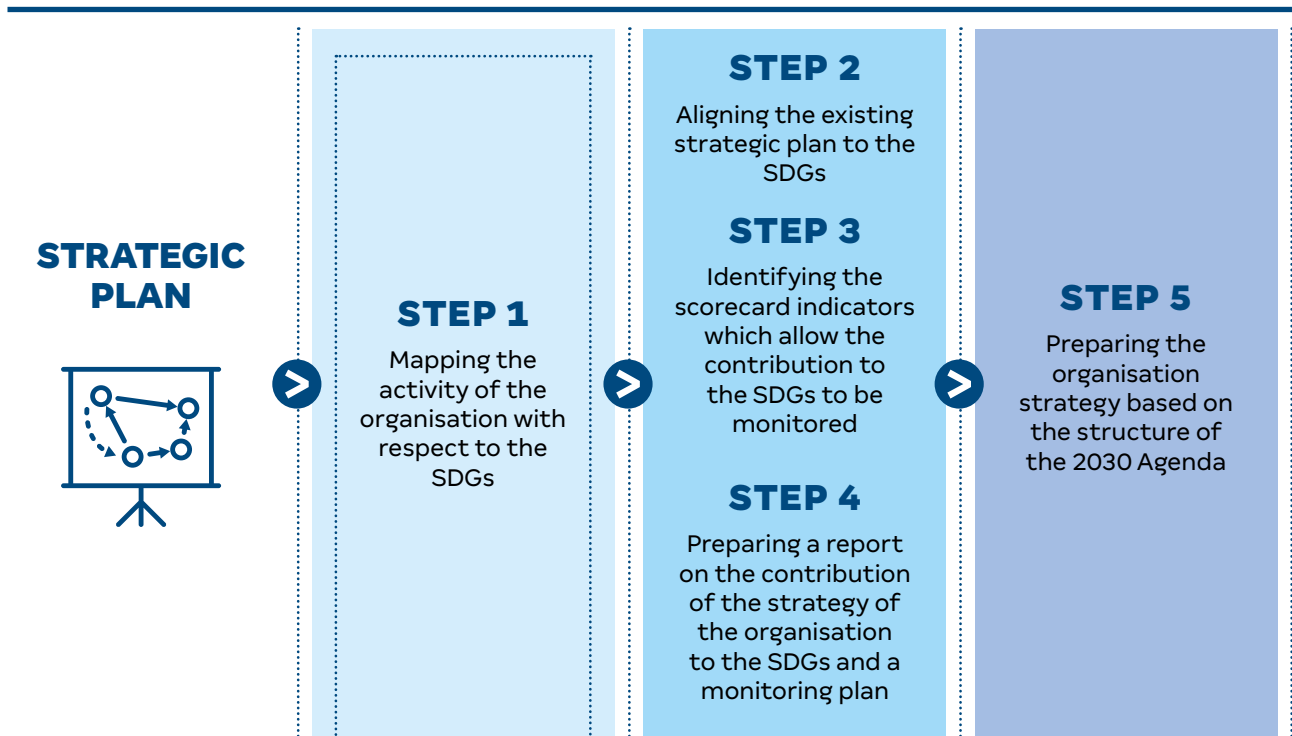 STRATEGIC
PLAN
STEP 1
Mapping the
activity of the
organisation with
respect to the
SDGs
STEP 2
Aligning the existing
strategic plan to the
SDGs
STEP 3
Identifying the
scorecard indicators
which allow the
contribution to
the SDGs to be
monitored
STEP 4
Preparing a report
on the contribution
of the strategy of
the organisation
to the SDGs and a
monitoring plan
STEP 5
Preparing the
organisation
strategy based on
the structure of
the 2030 Agenda